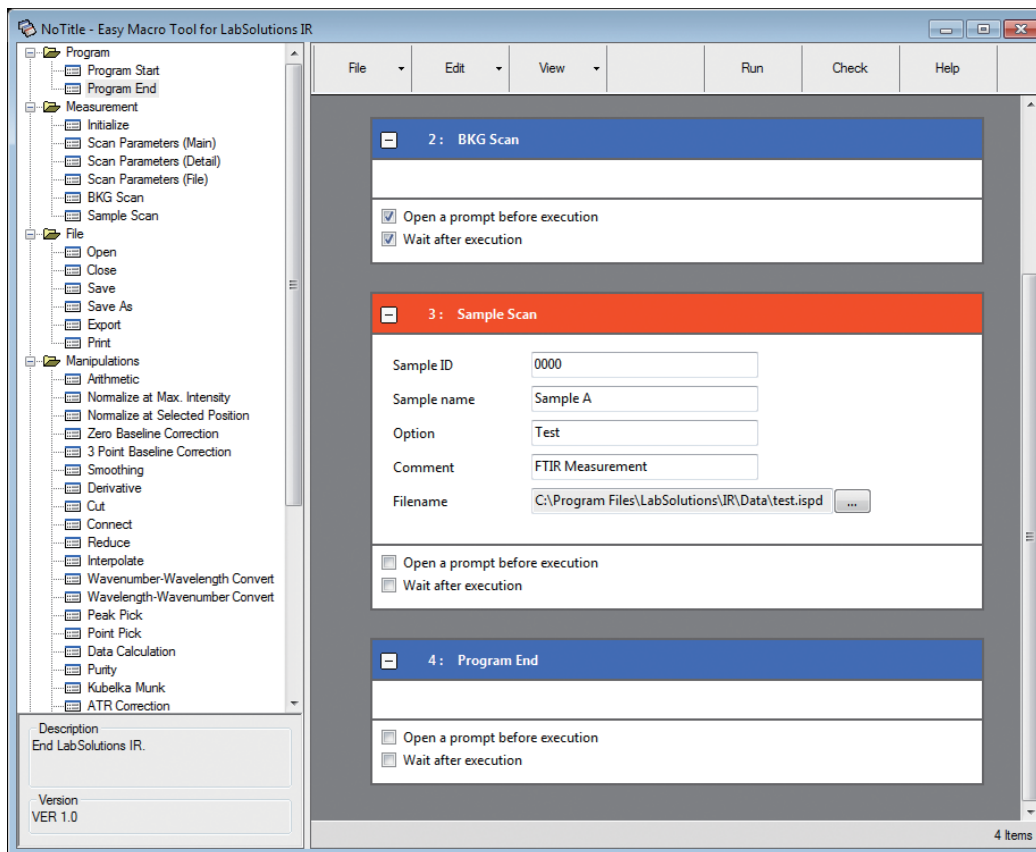 NoTitle - Easy Macro Tool for LabSolutions IR
Program
Program Start
Program End
Measurement
Initialize
Scan Parameters (Main)
Scan Parameters (Detail)
Scan Parameters (File)
BKG Scan
Sample Scan
File
Open
Close
Save
Save As
Export
Print
Manipulations
Arithmetic
Normalize at Max. Intensity
Normalize at Selected Position
Zero Baseline Correction
3 Point Baseline Correction
Smoothing
Derivative
Cut
Connect
Reduce
Interpolate
Wavenumber-Wavelength Convert
Wavelength-Wavenumber Convert
Peak Pick
Point Pick
Data Calculation
Purity
Kubelka Munk
ATR Correction
Description
End LabSolutions IR.
Version
VER 1.0
File Edit View Run Check Help
2 : BKG Scan
Open a prompt before execution
Wait after execution
3 : Sample Scan
Sample ID 0000
Sample name Sample A
Option Test
Comment FTIR Measurement
Filename C:\Program Files\LabSolutions\IR\Data\test.ispd ...
Open a prompt before execution
Wait after execution
4 : Program End
Open a prompt before execution
Wait after execution
4 Items